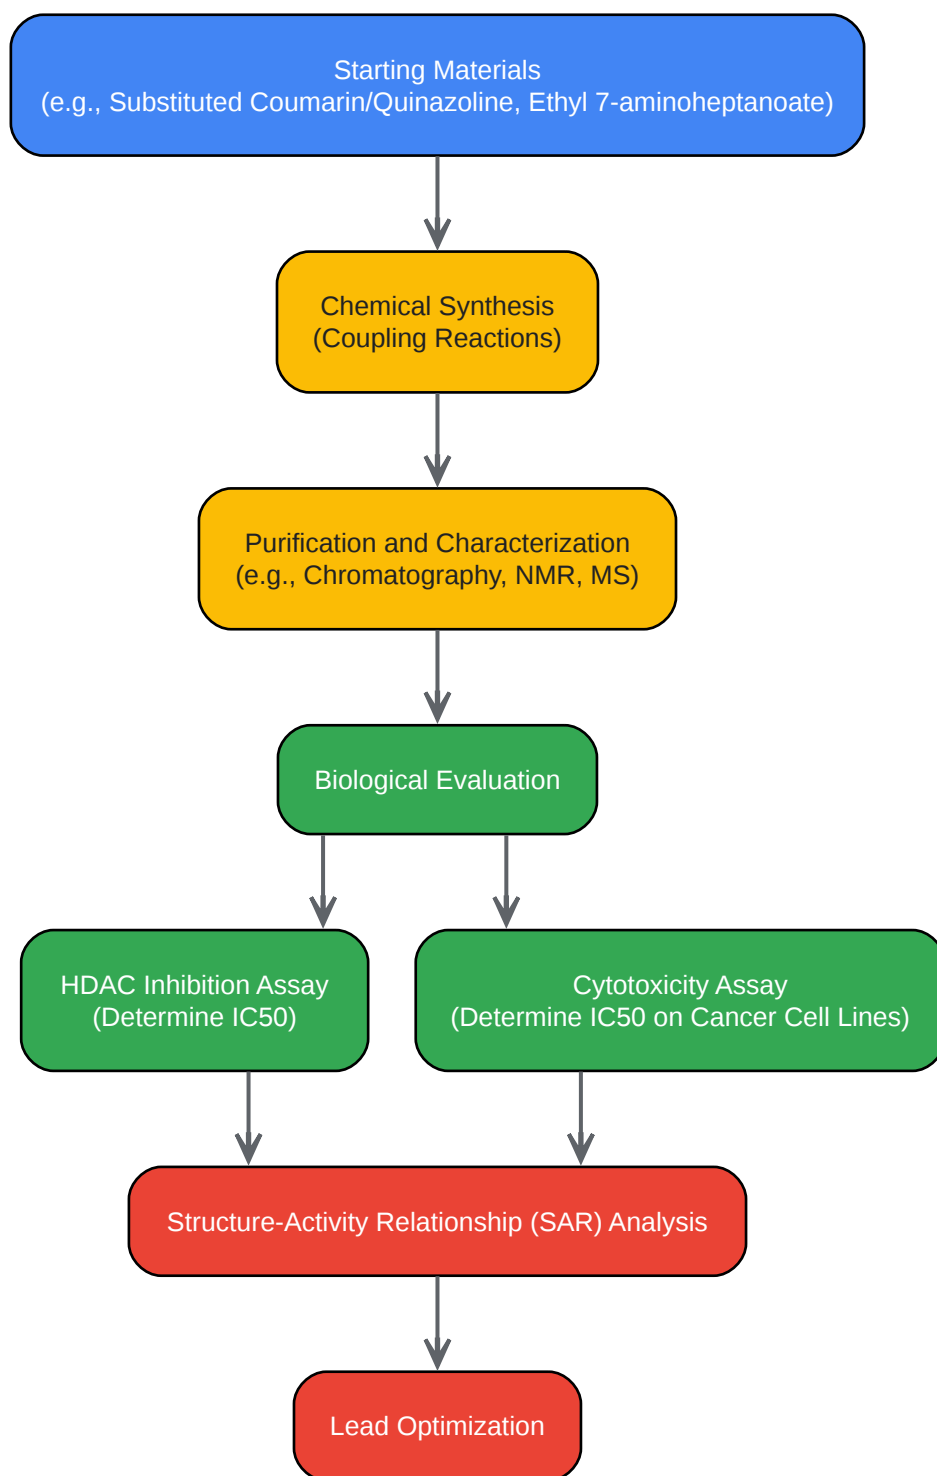 Starting Materials
(e.g., Substituted Coumarin/Quinazoline, Ethyl 7-aminoheptanoate)
Chemical Synthesis
(Coupling Reactions)
Purification and Characterization
(e.g., Chromatography, NMR, MS)
Biological Evaluation
HDAC Inhibition Assay
(Determine IC50)
Cytotoxicity Assay
(Determine IC50 on Cancer Cell Lines)
Structure-Activity Relationship (SAR) Analysis
Lead Optimization